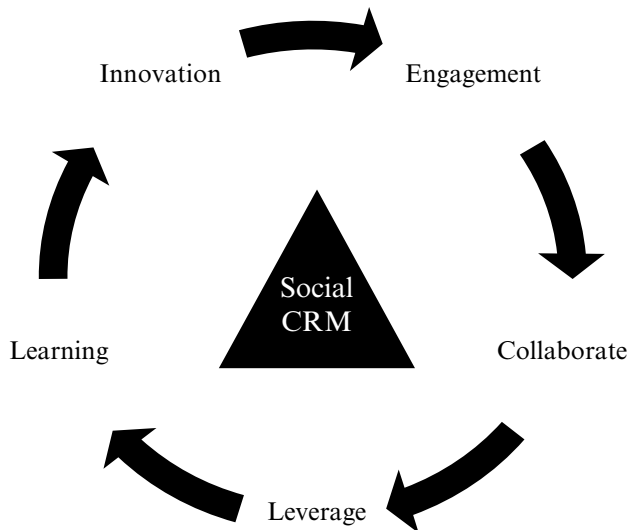 Innovation
Engagement
Social
CRM
Learning
Collaborate
Leverage